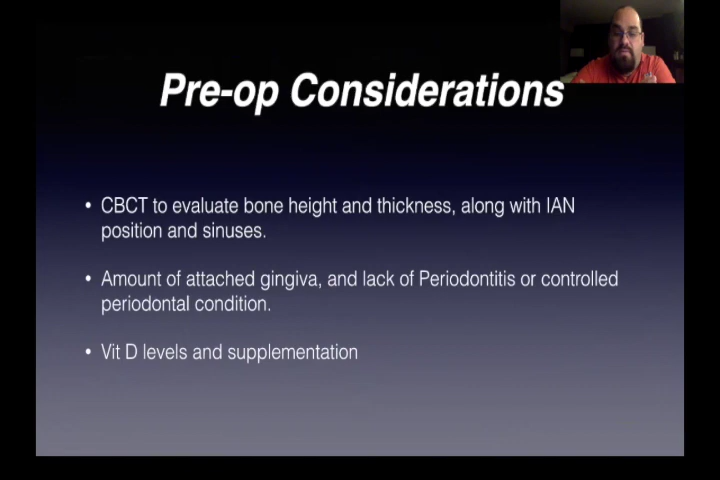 Pre-op Considerations
• CBCT to evaluate bone height and thickness, along with IAN
position and sinuses.
• Amount of attached gingiva, and lack of Periodontitis or controlled
periodontal condition.
• Vit D levels and supplementation